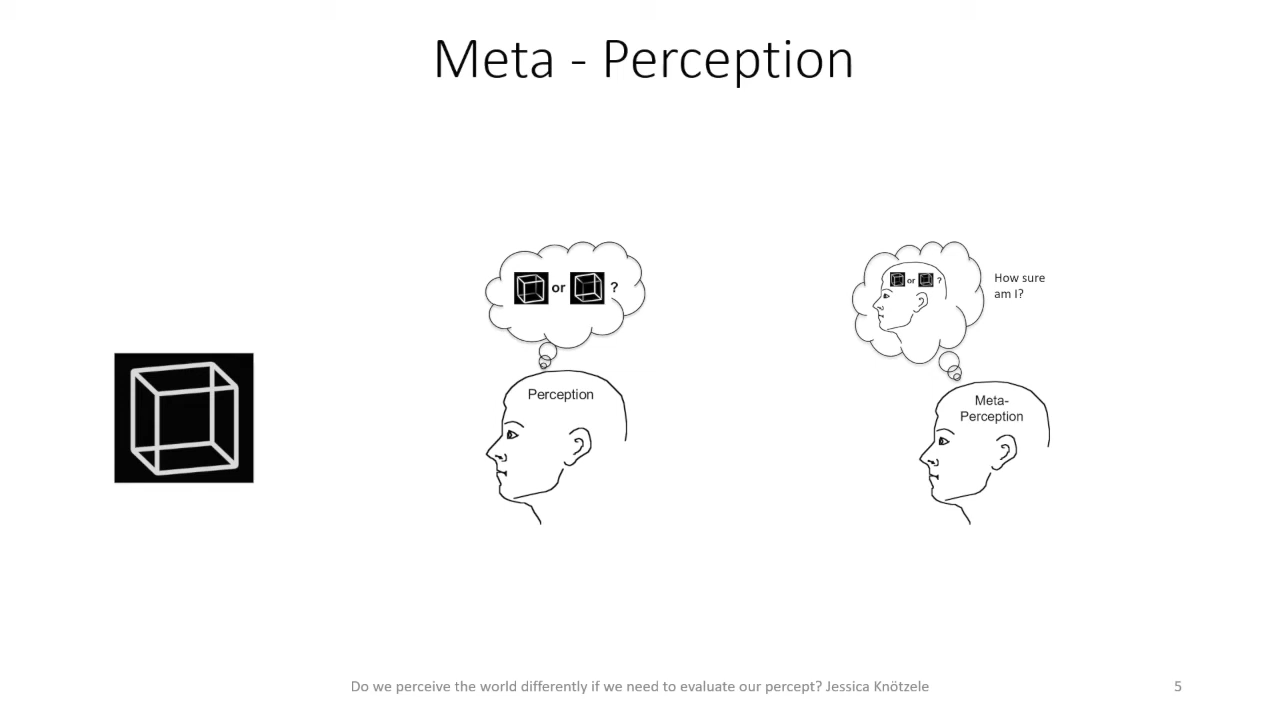 Meta - Perception
or ?
Perception
or ?
How sure
am I?
Meta-
Perception
Do we perceive the world differently if we need to evaluate our percept? Jessica Knötzele
5